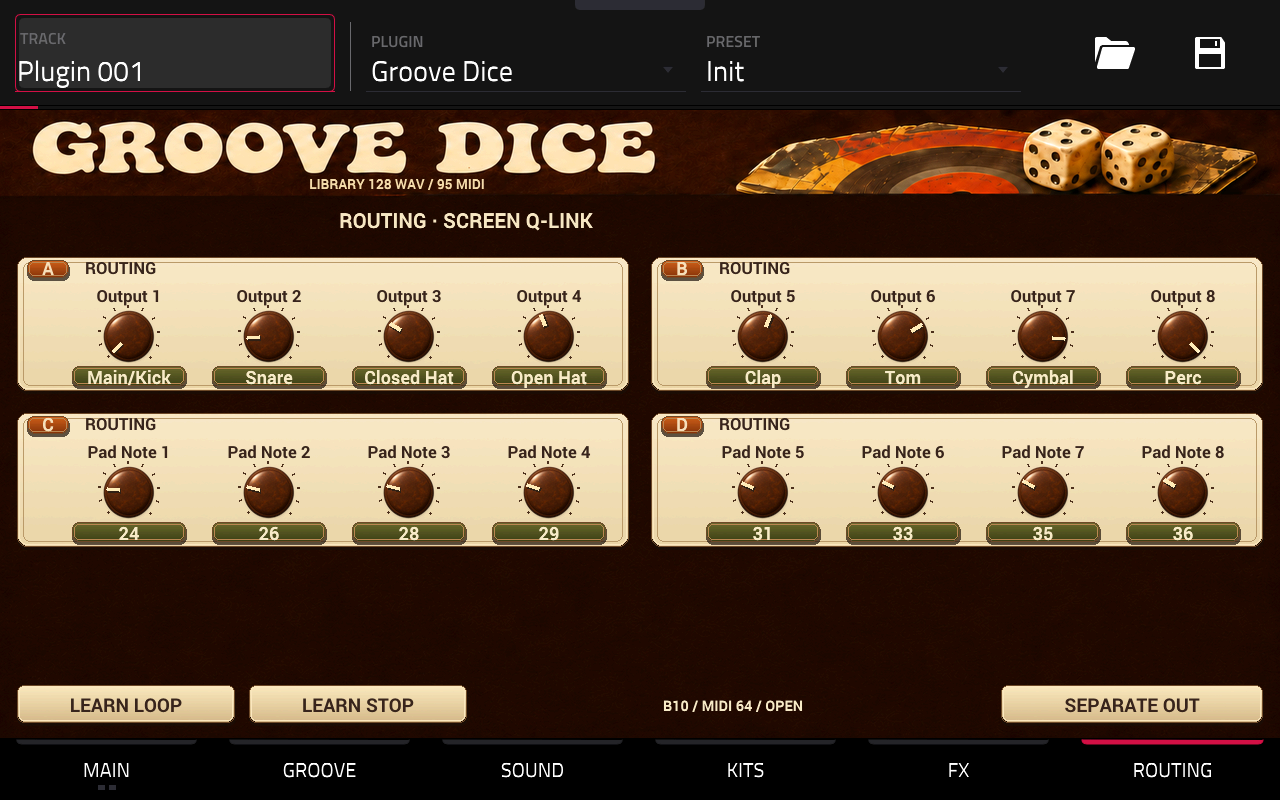 TRACK
Plugin 001
PLUGIN
Groove Dice
PRESET
Init
GROOVE DICE
LIBRARY 128 WAV / 95 MIDI
ROUTING · SCREEN Q-LINK
A ROUTING
Output 1 Output 2 Output 3 Output 4
Main/Kick Snare Closed Hat Open Hat
B ROUTING
Output 5 Output 6 Output 7 Output 8
Clap Tom Cymbal Perc
C ROUTING
Pad Note 1 Pad Note 2 Pad Note 3 Pad Note 4
24 26 28 29
D ROUTING
Pad Note 5 Pad Note 6 Pad Note 7 Pad Note 8
31 33 35 36
LEARN LOOP LEARN STOP B10 / MIDI 64 / OPEN SEPARATE OUT
MAIN GROOVE SOUND KITS FX ROUTING